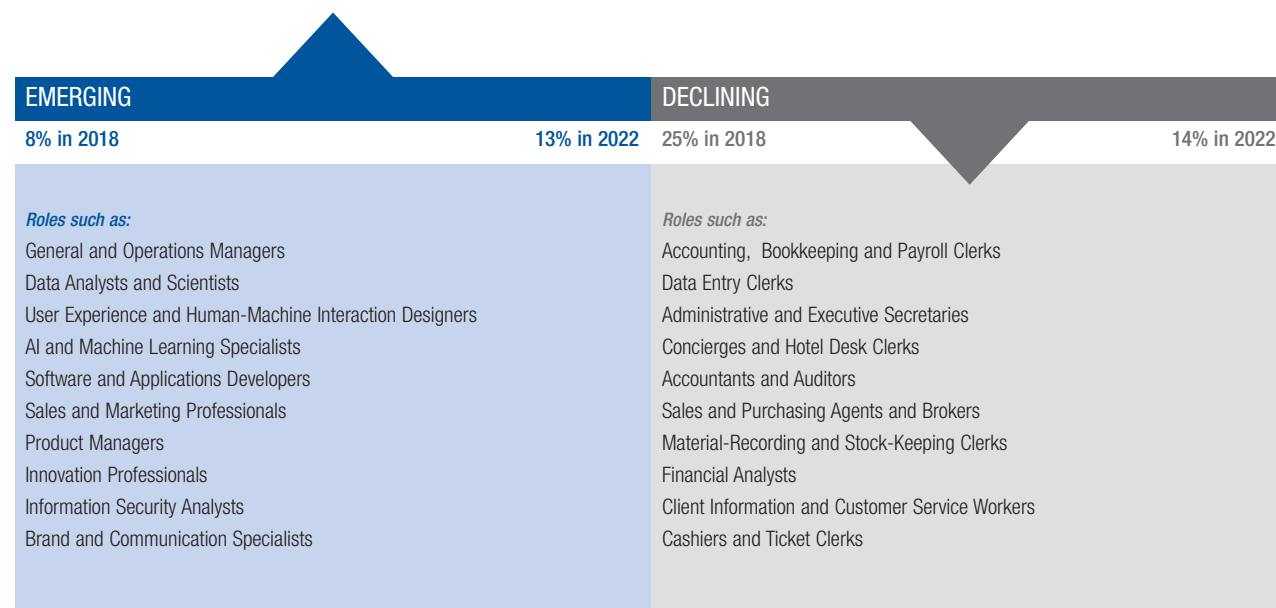 EMERGING
8% in 2018
13% in 2022
Roles such as:
General and Operations Managers
Data Analysts and Scientists
User Experience and Human-Machine Interaction Designers
AI and Machine Learning Specialists
Software and Applications Developers
Sales and Marketing Professionals
Product Managers
Innovation Professionals
Information Security Analysts
Brand and Communication Specialists
DECLINING
25% in 2018
14% in 2022
Roles such as:
Accounting, Bookkeeping and Payroll Clerks
Data Entry Clerks
Administrative and Executive Secretaries
Concierges and Hotel Desk Clerks
Accountants and Auditors
Sales and Purchasing Agents and Brokers
Material-Recording and Stock-Keeping Clerks
Financial Analysts
Client Information and Customer Service Workers
Cashiers and Ticket Clerks